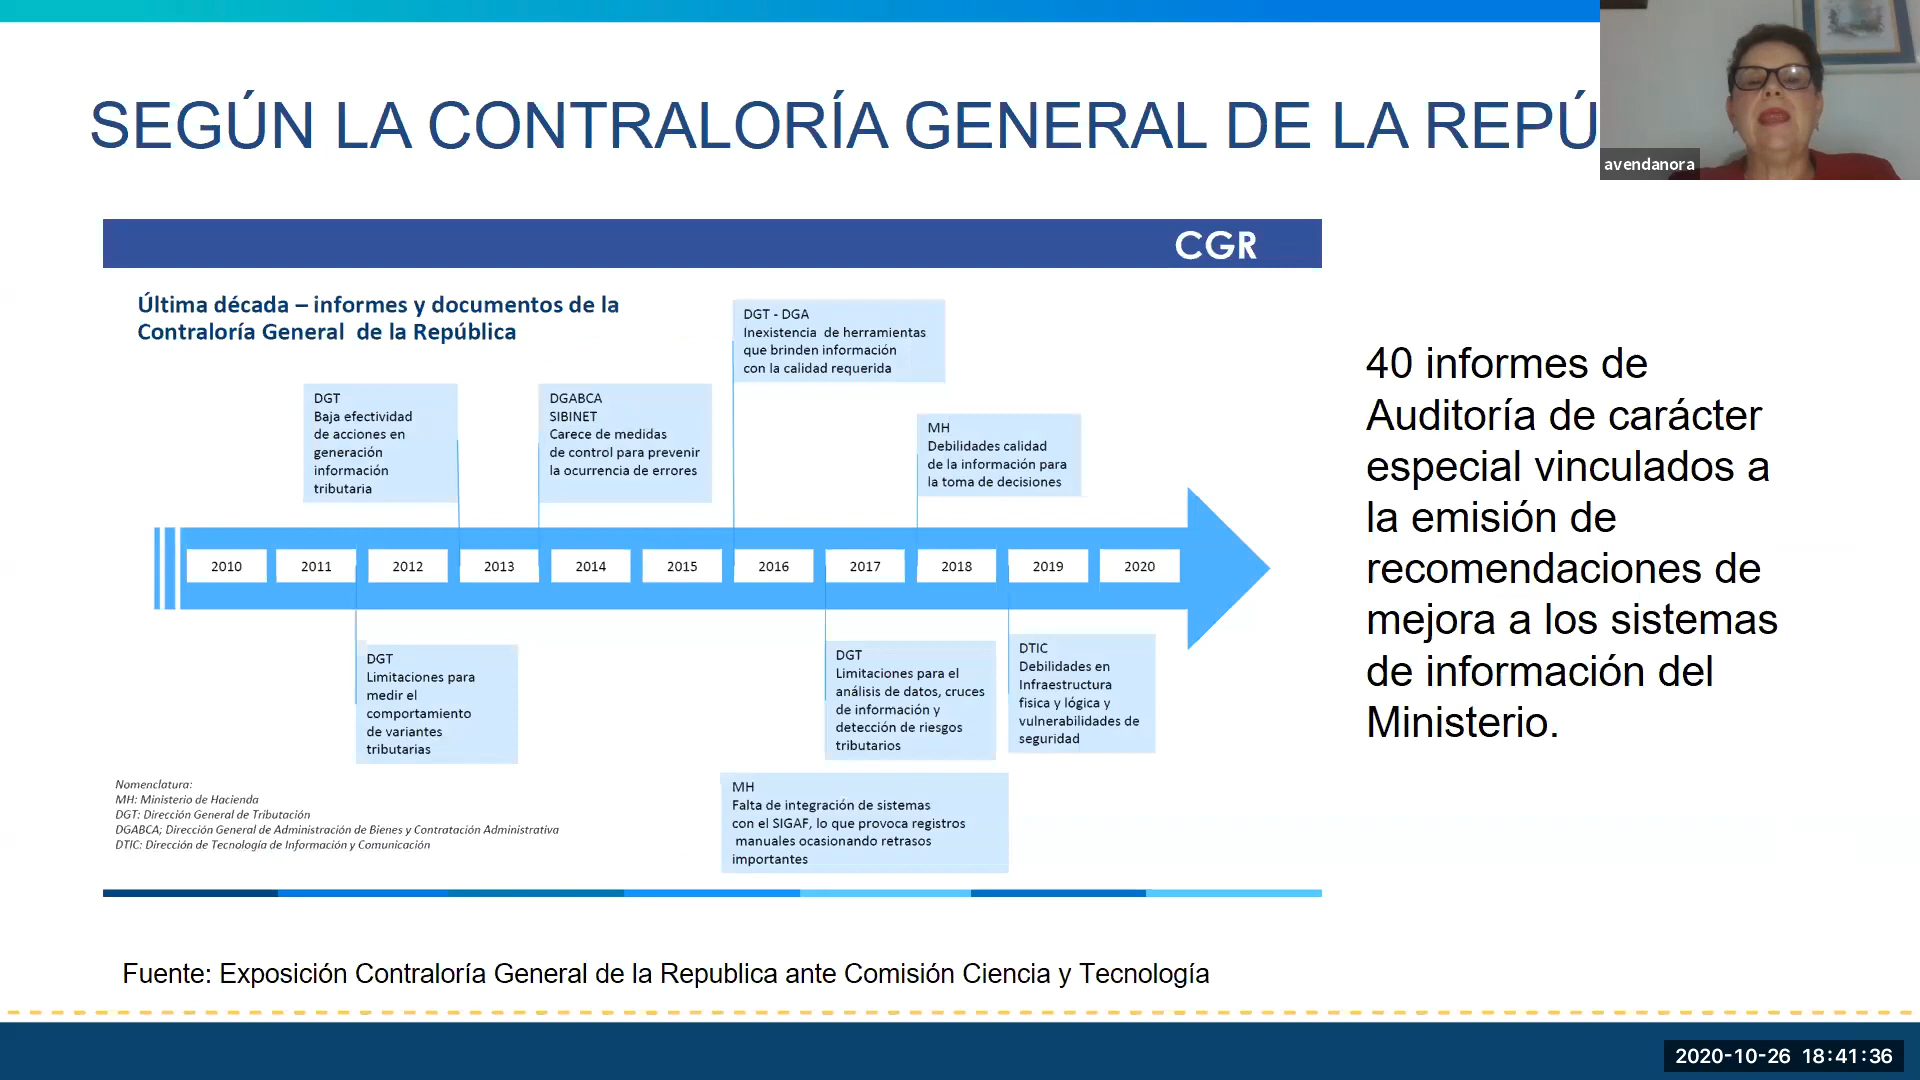 SEGÚN LA CONTRALORÍA GENERAL DE LA REPÚ
avendanora
CGR
Última década – informes y documentos de la
Contraloría General de la República
DGT - DGA
Inexistencia de herramientas
que brinden información
con la calidad requerida
DGT
Baja efectividad
de acciones en
generación
información
tributaria
DGABCA
SIBINET
Carece de medidas
de control para prevenir
la ocurrencia de errores
MH
Debilidades calidad
de la información para
la toma de decisiones
2010 2011 2012 2013 2014 2015 2016 2017 2018 2019 2020
DGT
Limitaciones para
medir el
comportamiento
de variantes
tributarias
DGT
Limitaciones para el
análisis de datos, cruces
de información y
detección de riesgos
tributarios
DTIC
Debilidades en
Infraestructura
fisica y lógica y
vulnerabilidades de
seguridad
MH
Falta de integración de sistemas
con el SIGAF, lo que provoca registros
manuales ocasionando retrasos
importantes
Nomenclatura:
MH: Ministerio de Hacienda
DGT: Dirección General de Tributación
DGABCA; Dirección General de Administración de Bienes y Contratación Administrativa
DTIC: Dirección de Tecnología de Información y Comunicación
40 informes de
Auditoría de carácter
especial vinculados a
la emisión de
recomendaciones de
mejora a los sistemas
de información del
Ministerio.
Fuente: Exposición Contraloría General de la Republica ante Comisión Ciencia y Tecnología
2020-10-26 18:41:36